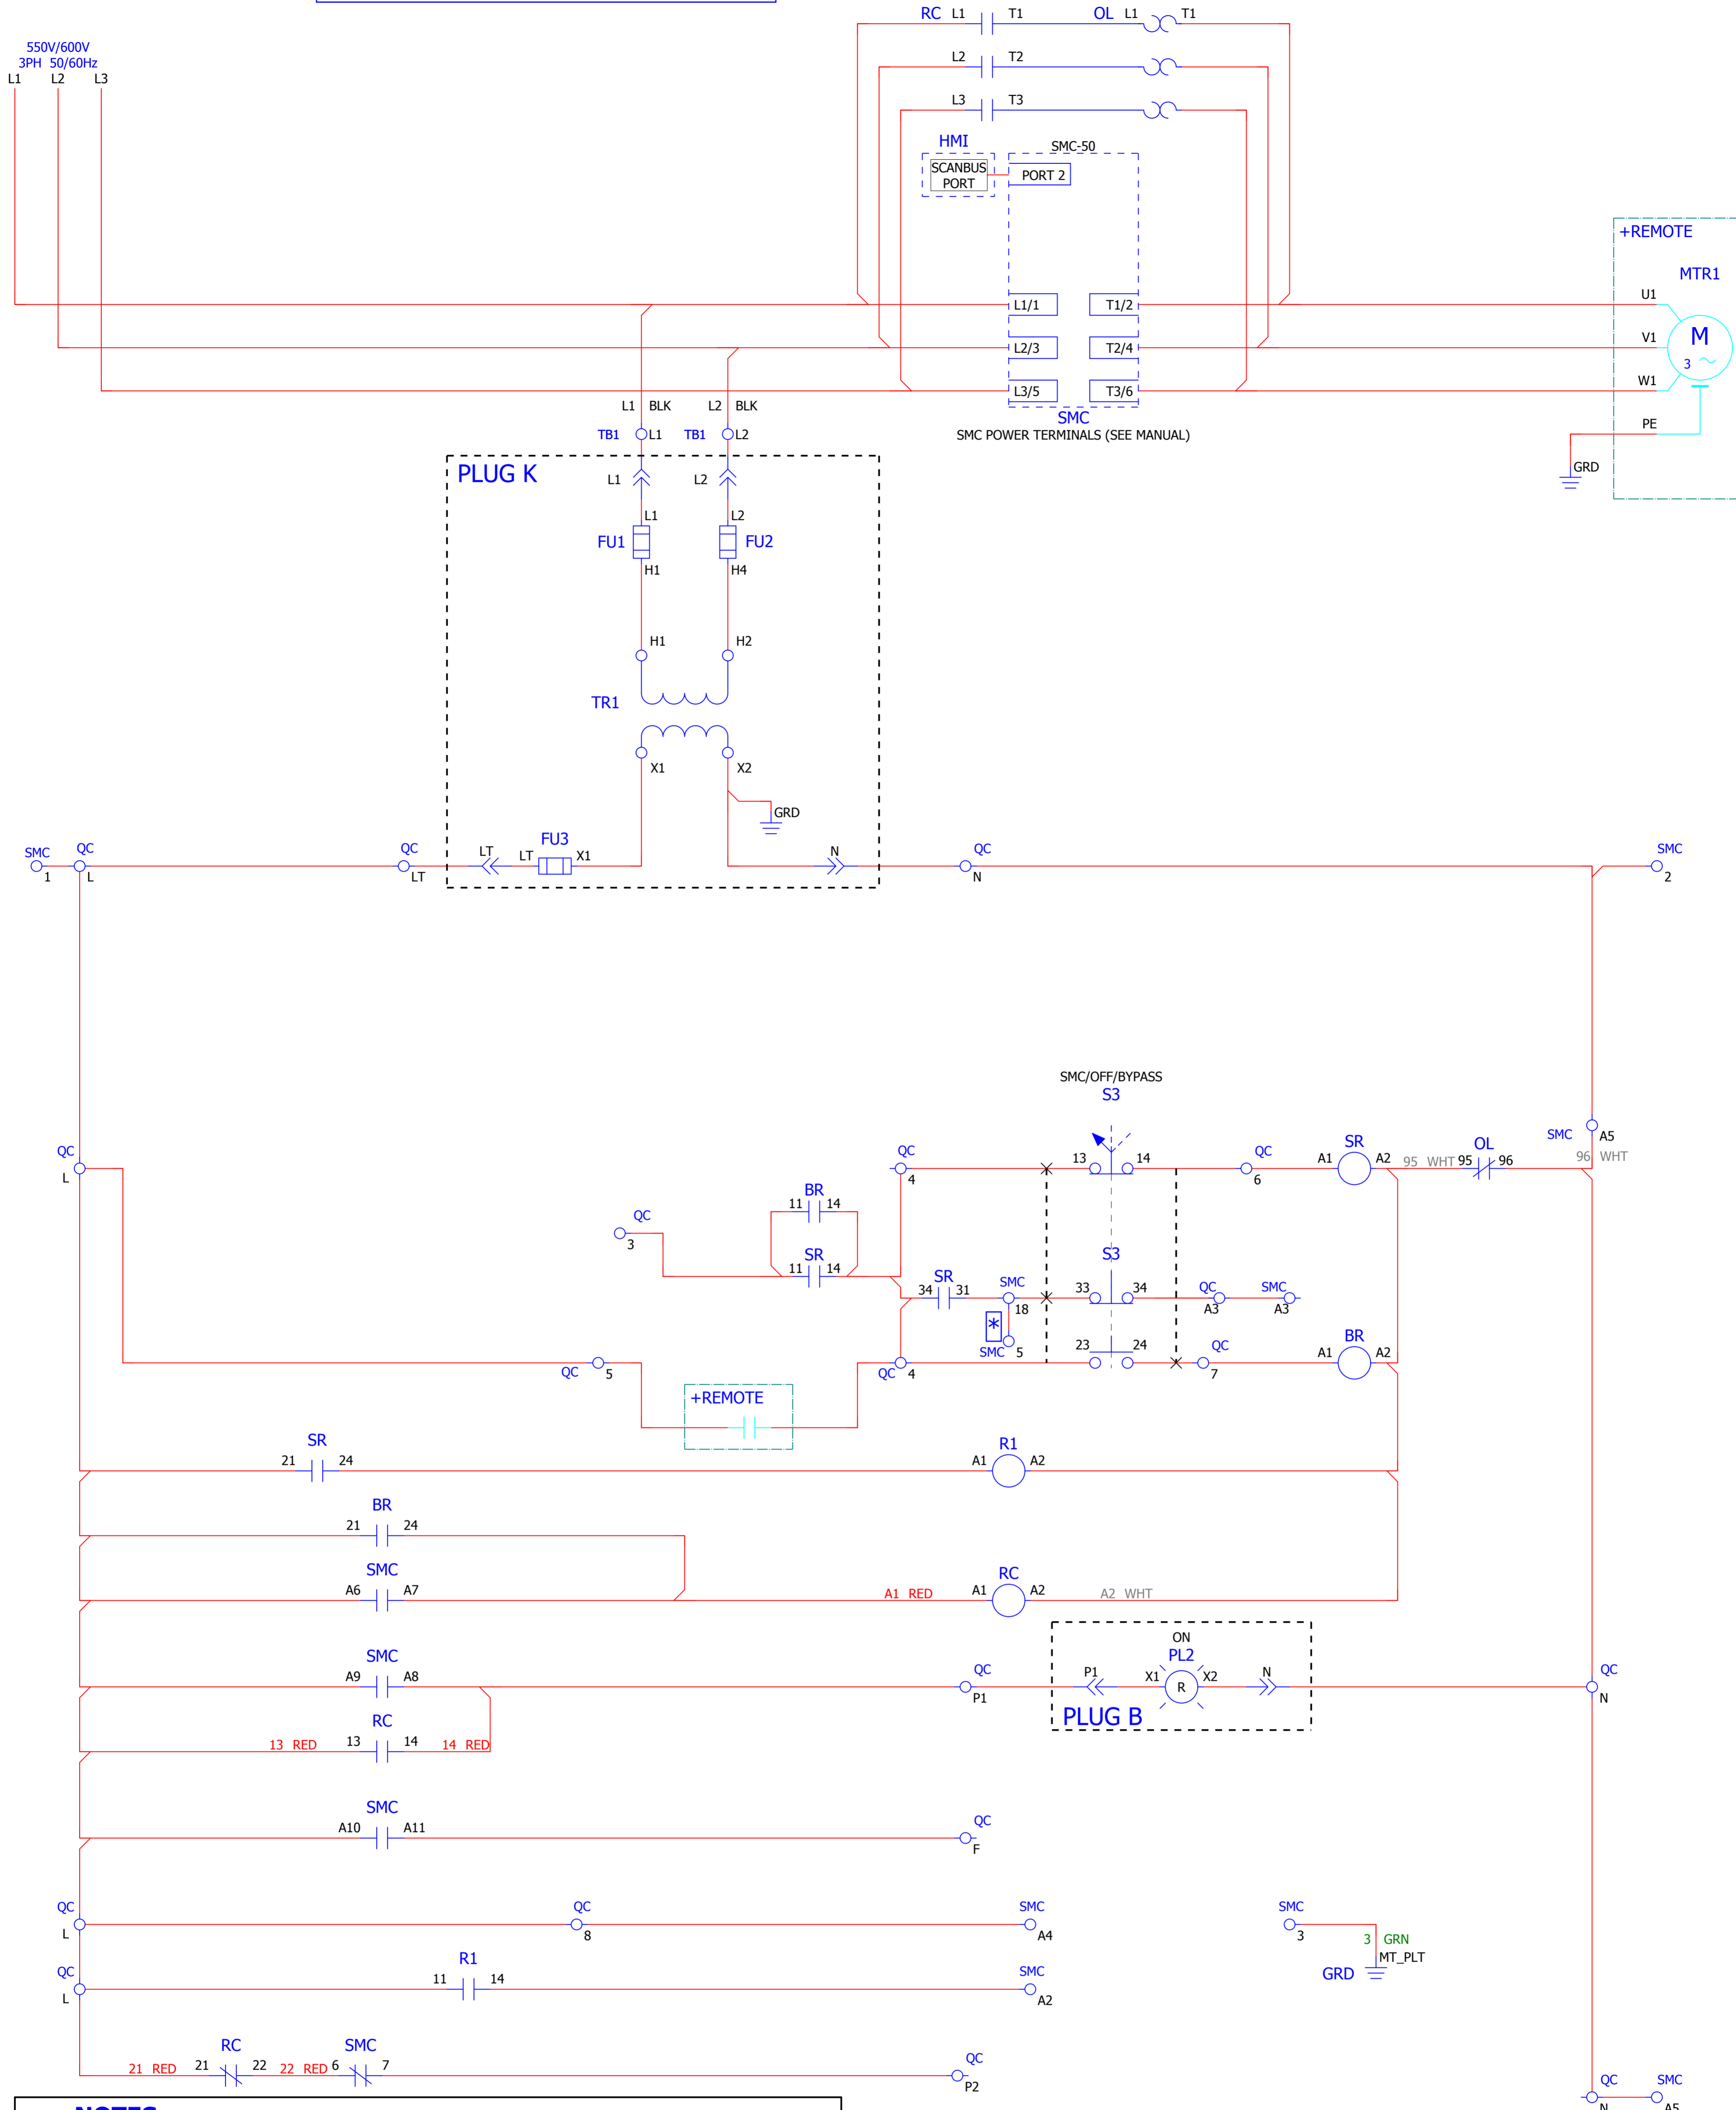 RC L1 T1 OL L1 T1
550V/600V
3PH 50/60Hz
L1 L2 L3
L2 T2
L3 T3
HMI
SMC-50
SCANBUS
PORT
PORT 2
+REMOTE
MTR1
L1/1 T1/2 U1
L2/3 T2/4 V1
M
3
L3/5 T3/6 W1
SMC
SMC POWER TERMINALS (SEE MANUAL)
PE
GRD
L1 BLK L2 BLK
TB1 L1 TB1 L2
PLUG K
L1 L2
L1 L2
FU1 FU2
H1 H4
H1 H2
TR1
X1 X2
GRD
FU3
SMC QC QC LT LT X1 N QC SMC
1 L LT N 2
SMC/OFF/BYPASS
S3
SMC A5
QC QC 13 14 QC SR OL
L 4 6 A1 A2 95 WHT 95 96 96 WHT
BR
11 14
QC
3
SR
11 14
S3
SR
34 31 SMC 33 34 QC SMC
18 A3 A3
*
SMC 5
23 24 QC BR
QC 5 QC 4 7 A1 A2
+REMOTE
SR R1
21 24 A1 A2
BR
21 24
SMC RC
A6 A7 A1 RED A1 A2 A2 WHT
ON
SMC PL2
A9 A8 QC P1 X1 R X2 N QC
P1 N
PLUG B
RC
13 RED 13 14 14 RED
SMC
A10 A11 QC
F
QC QC SMC SMC
L 8 A4 3
3 GRN
MT_PLT
GRD
QC R1 SMC
L 11 14 A2
RC SMC
21 RED 21 22 22 RED 6 7 QC
P2
QC SMC
N A5
NOTES